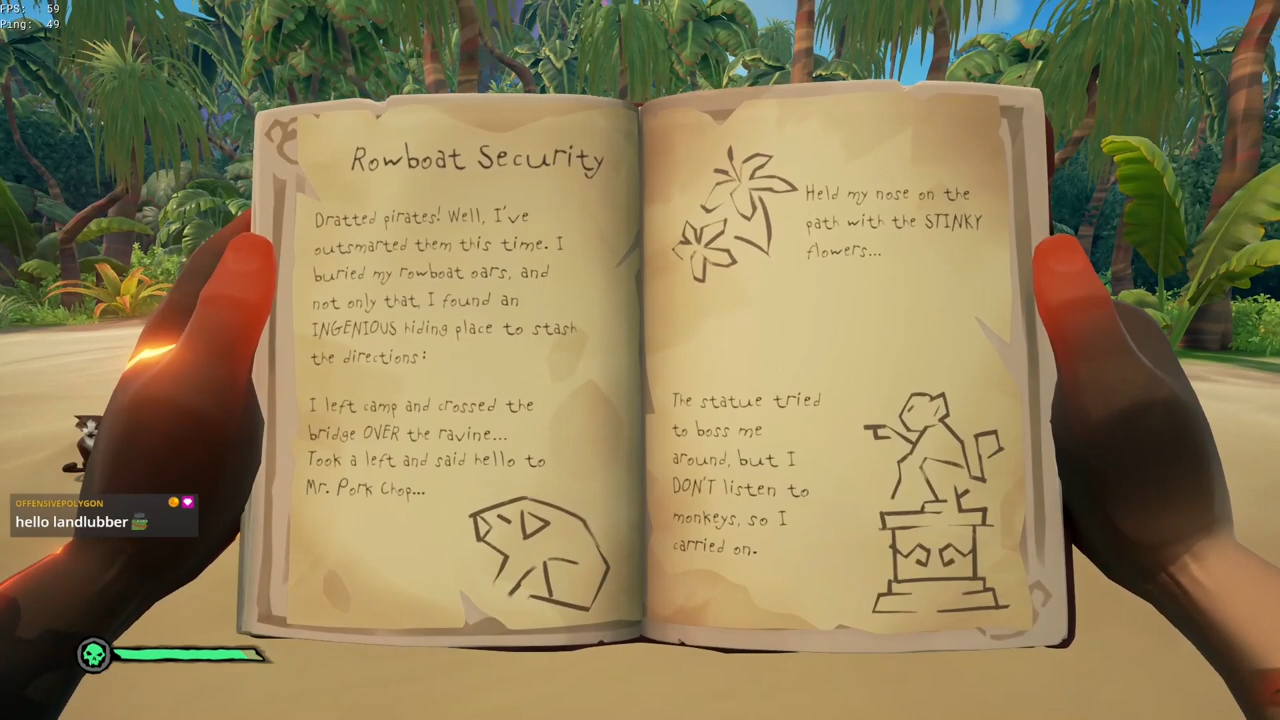 FPS: 59
Ping: 49
Rowboat Security
Dratted pirates! Well, I've
outsmarted them this time. I
buried my rowboat oars, and
not only that, I found an
INGENIOUS hiding place to stash
the directions:
I left camp and crossed the
bridge OVER the ravine...
Took a left and said hello to
Mr. Pork Chop...
Held my nose on the
path with the STINKY
flowers...
The statue tried
to boss me
around, but I
DON'T listen to
monkeys, so I
carried on.
OFFENSIVEPOLYGON
hello landlubber